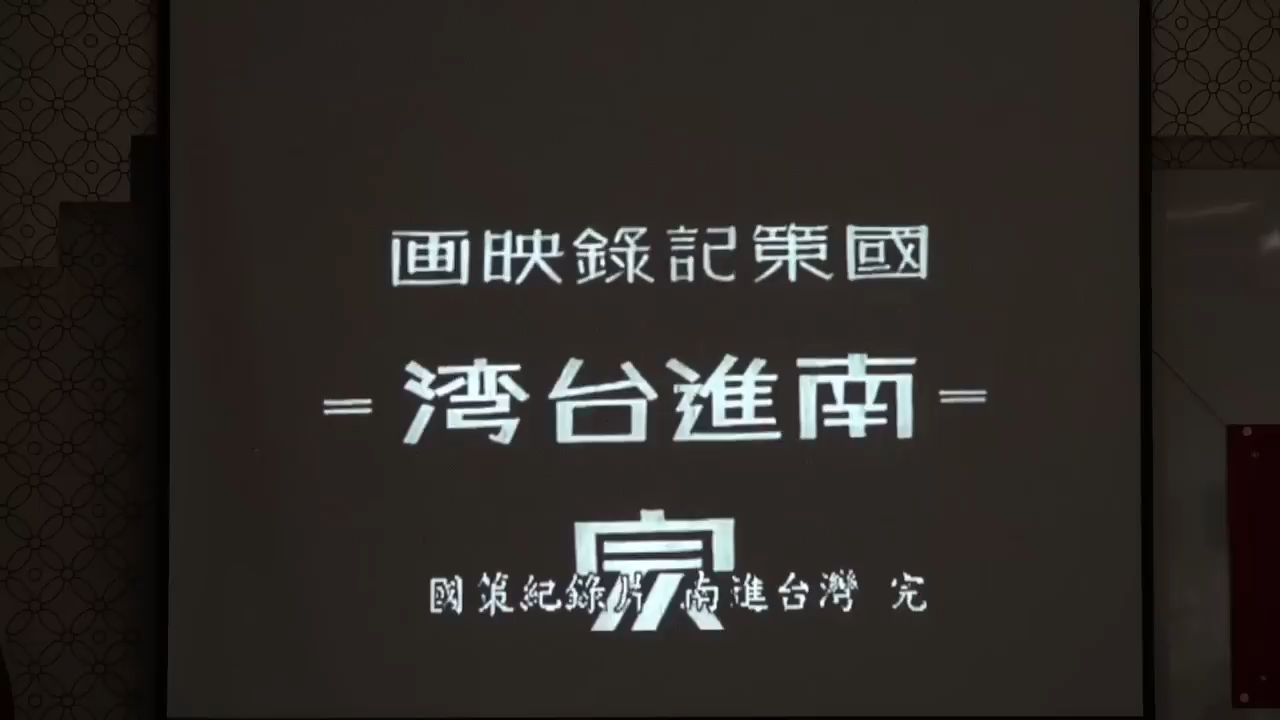 國策記錄映画
=南進台湾=
完
國策紀錄片 南進台灣 完